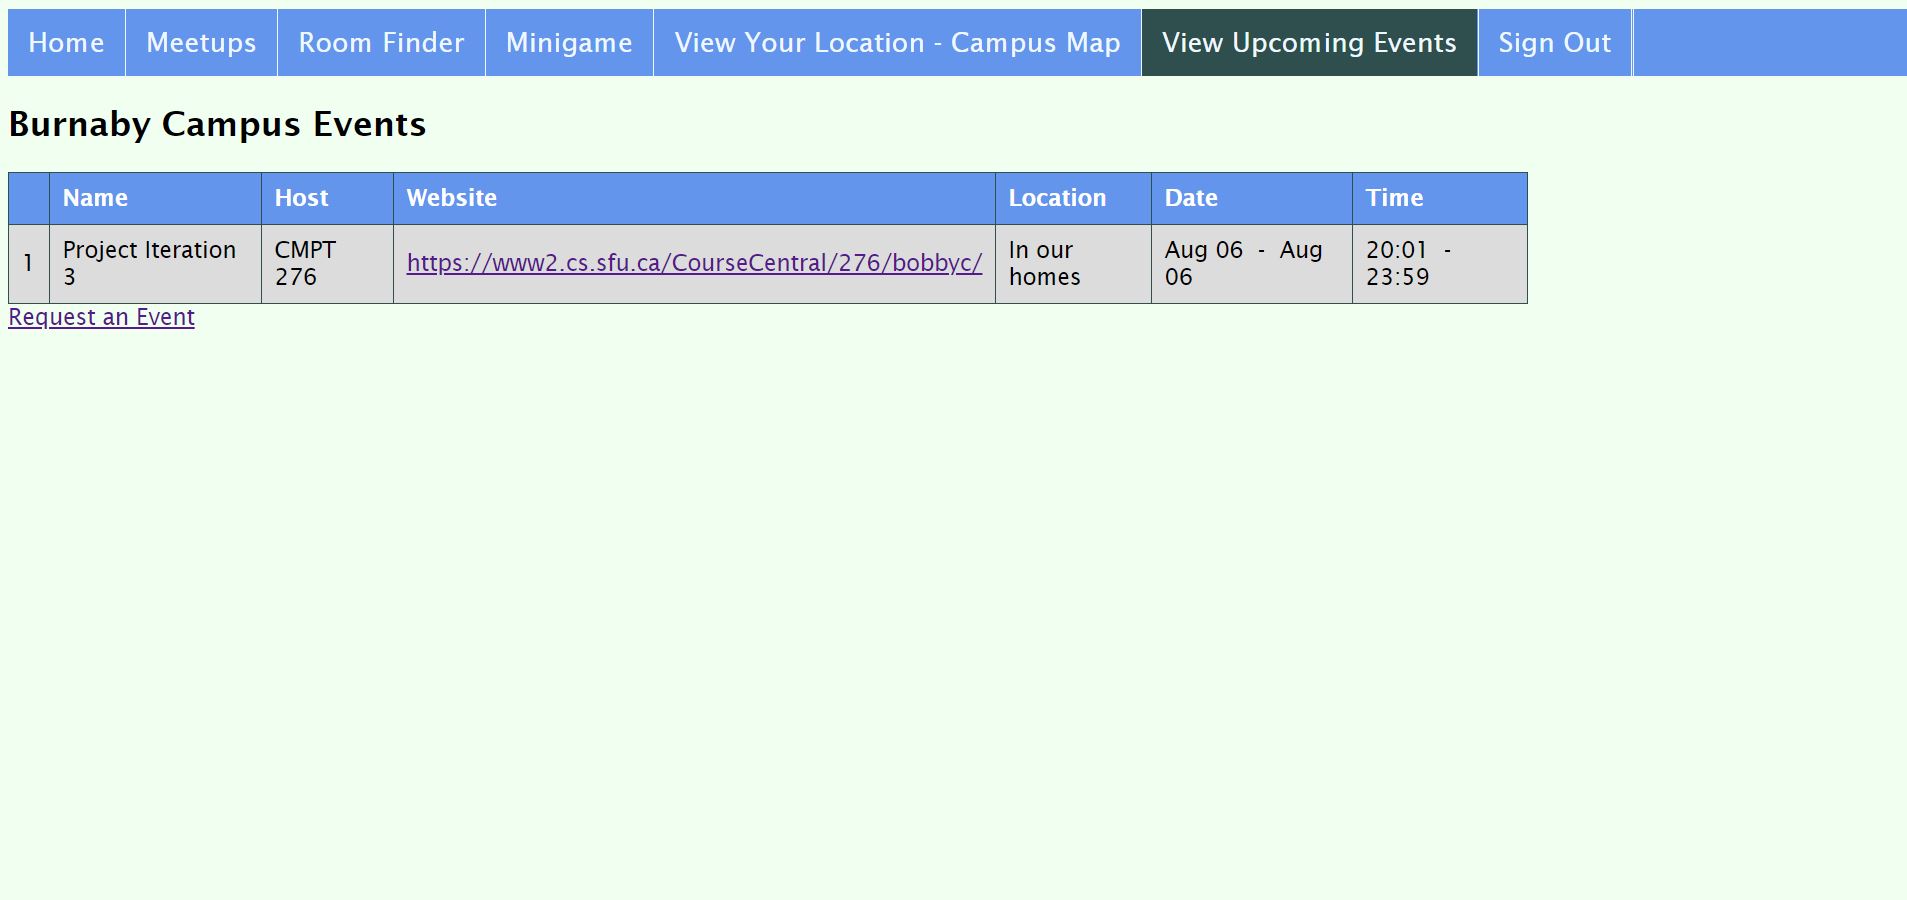 Home Meetups Room Finder Minigame View Your Location - Campus Map View Upcoming Events Sign Out
Burnaby Campus Events
Name Host Website Location Date Time
1 Project Iteration 3 CMPT 276 https://www2.cs.sfu.ca/CourseCentral/276/bobbyc/ In our homes Aug 06 - Aug 06 20:01 - 23:59
Request an Event